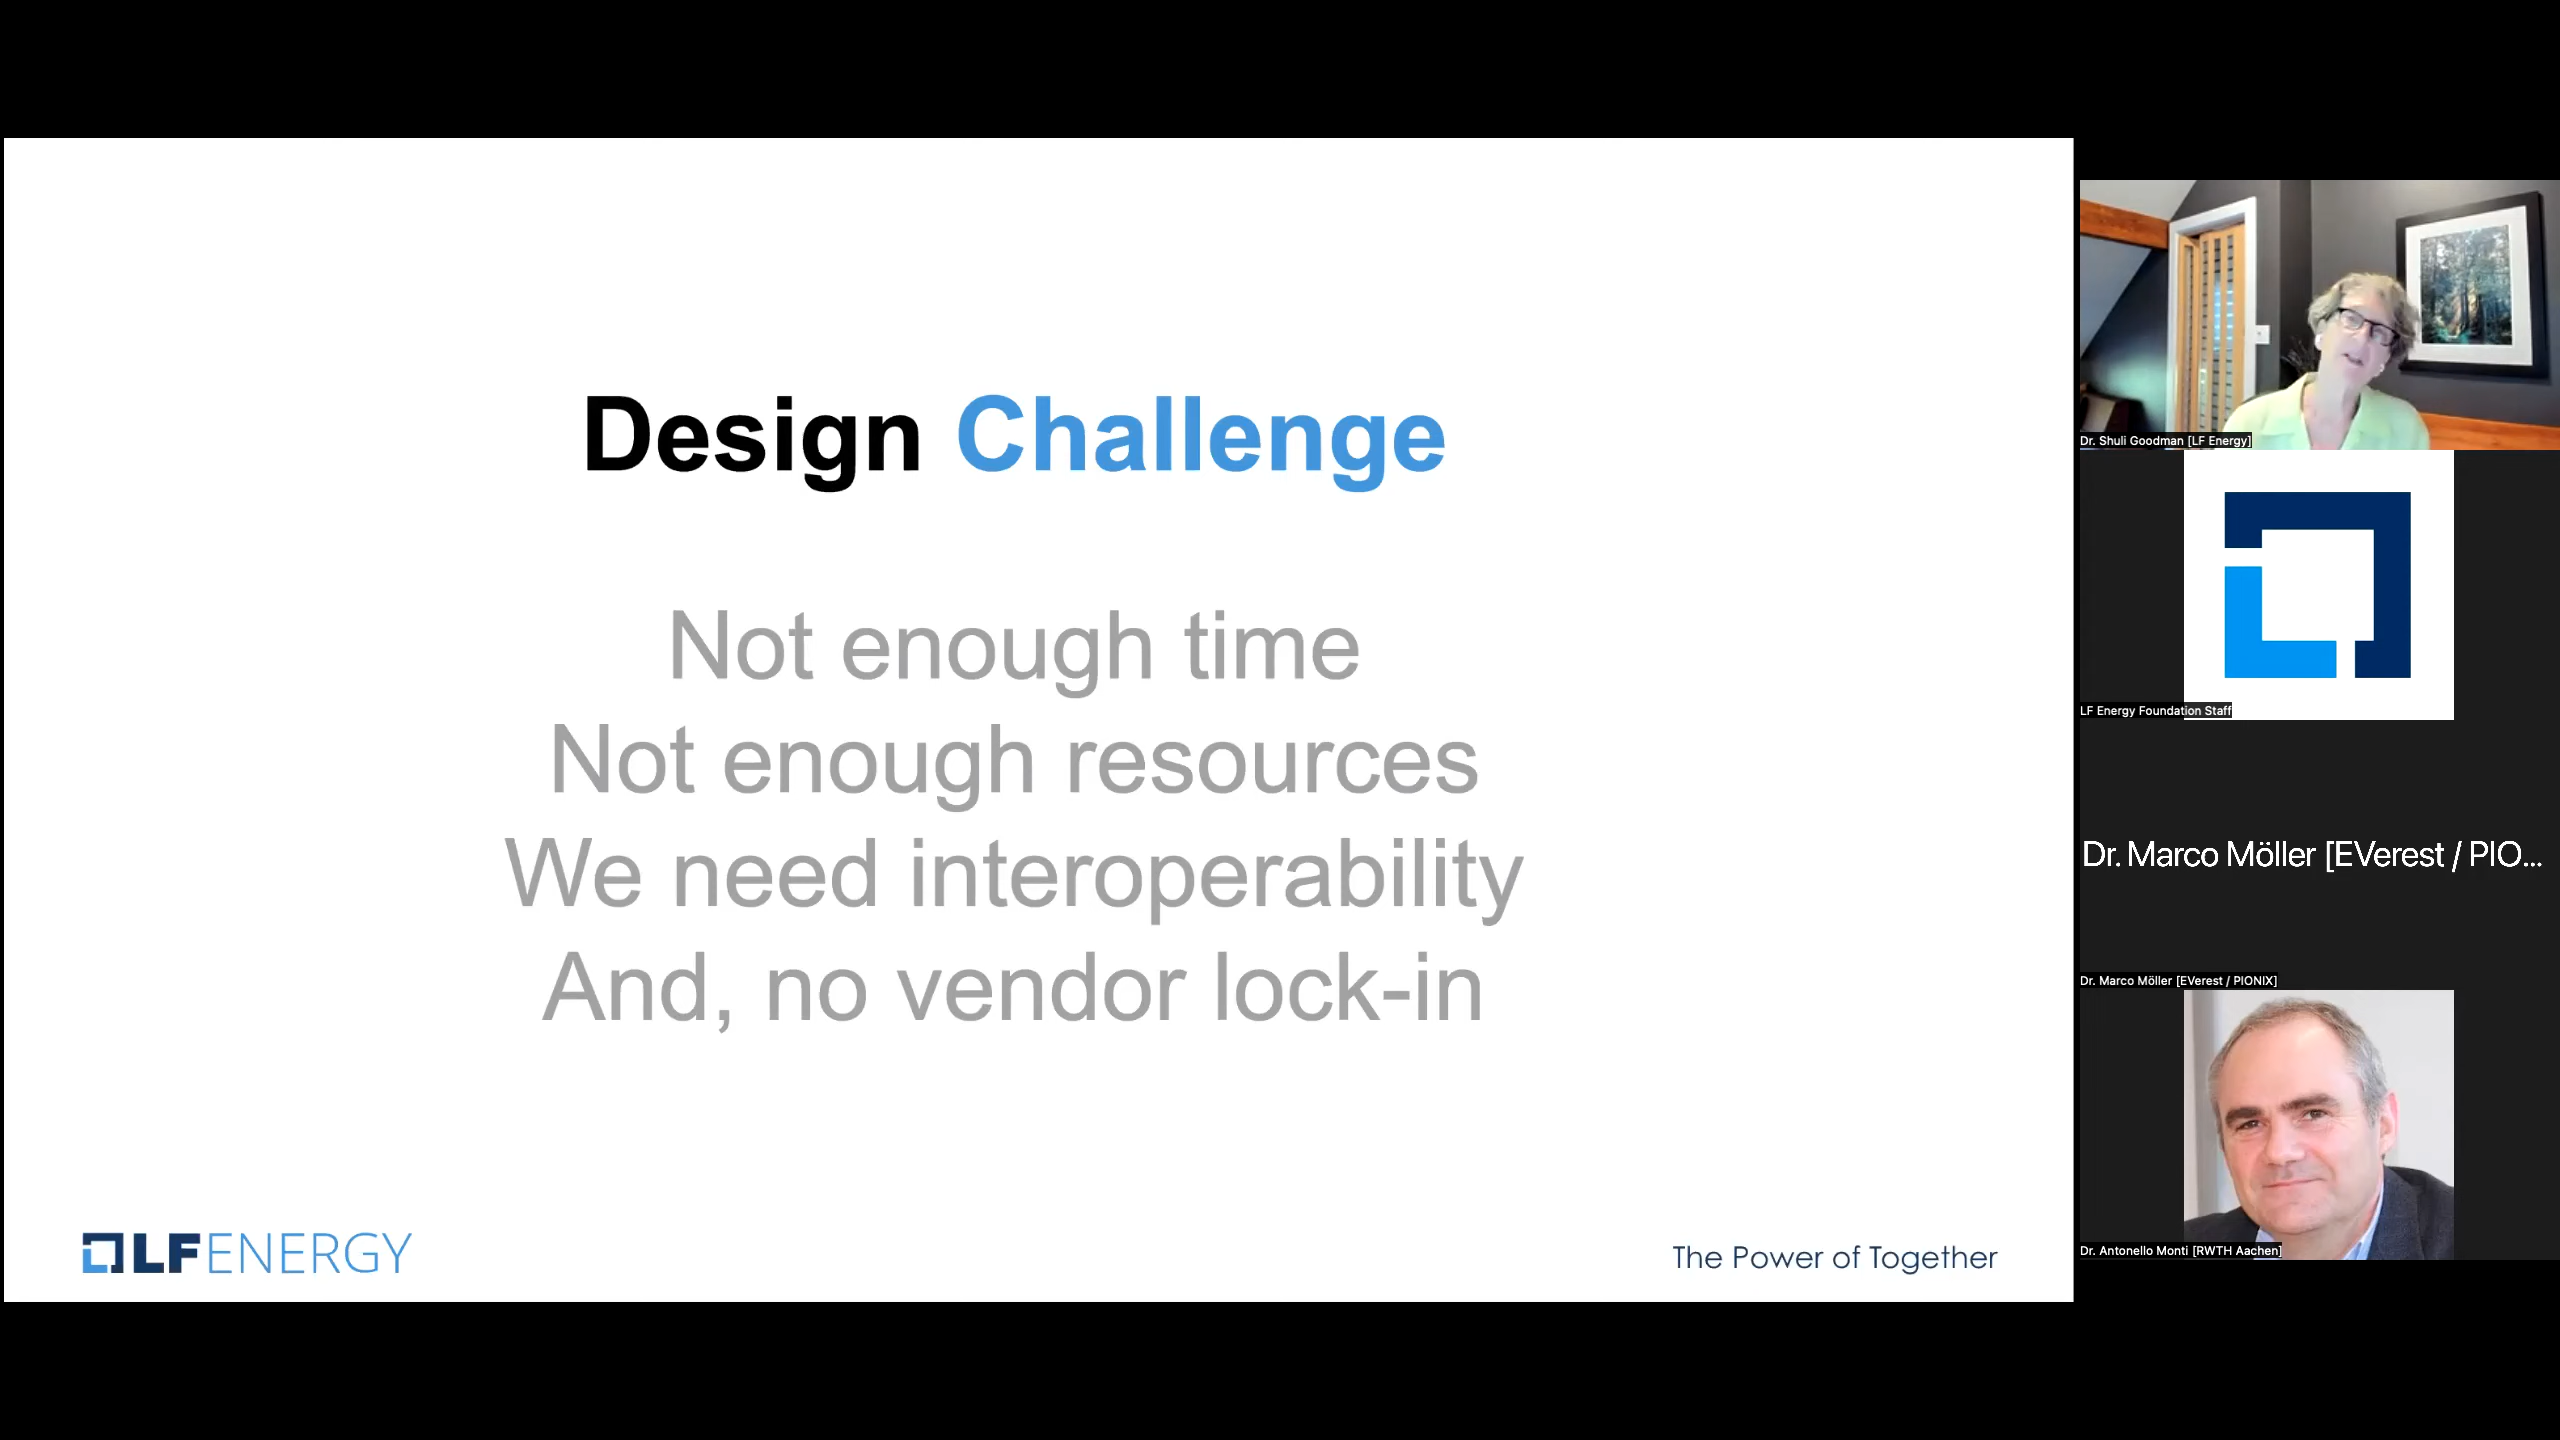 Design Challenge
Not enough time
Not enough resources
We need interoperability
And, no vendor lock-in
LFENERGY
The Power of Together
Dr. Shuli Goodman [LF Energy]
LF Energy Foundation Staff
Dr. Marco Möller [EVerest / PIO...
Dr. Marco Möller [EVerest / PIONIX]
Dr. Antonello Monti [RWTH Aachen]